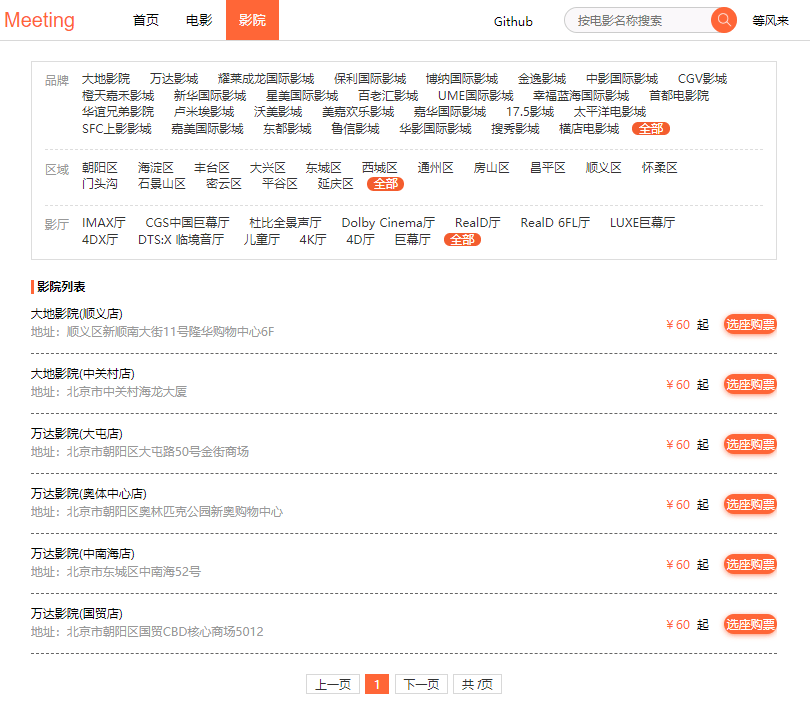 Meeting 首页 电影 影院 Github 按电影名称搜索 等风来
品牌 大地影院 万达影城 耀莱成龙国际影城 保利国际影城 博纳国际影城 金逸影城 中影国际影城 CGV影城
橙天嘉禾影城 新华国际影城 星美国际影城 百老汇影城 UME国际影城 幸福蓝海国际影城 首都电影院
华谊兄弟影院 卢米埃影城 沃美影城 美嘉欢乐影城 嘉华国际影城 17.5影城 太平洋电影城
SFC上影影城 嘉美国际影城 东都影城 鲁信影城 华影国际影城 搜秀影城 横店电影城 全部
区域 朝阳区 海淀区 丰台区 大兴区 东城区 西城区 通州区 房山区 昌平区 顺义区 怀柔区
门头沟 石景山区 密云区 平谷区 延庆区 全部
影厅 IMAX厅 CGS中国巨幕厅 杜比全景声厅 Dolby Cinema厅 RealD厅 RealD 6FL厅 LUXE巨幕厅
4DX厅 DTS:X 临境音厅 儿童厅 4K厅 4D厅 巨幕厅 全部
影院列表
大地影院(顺义店)
地址：顺义区新顺南大街11号隆华购物中心6F
￥60 起 选座购票
大地影院(中关村店)
地址：北京市中关村海龙大厦
￥60 起 选座购票
万达影院(大屯店)
地址：北京市朝阳区大屯路50号金街商场
￥60 起 选座购票
万达影院(奥体中心店)
地址：北京市朝阳区奥林匹克公园新奥购物中心
￥60 起 选座购票
万达影院(中南海店)
地址：北京市东城区中南海52号
￥60 起 选座购票
万达影院(国贸店)
地址：北京市朝阳区国贸CBD核心商场5012
￥60 起 选座购票
上一页 1 下一页 共 1页